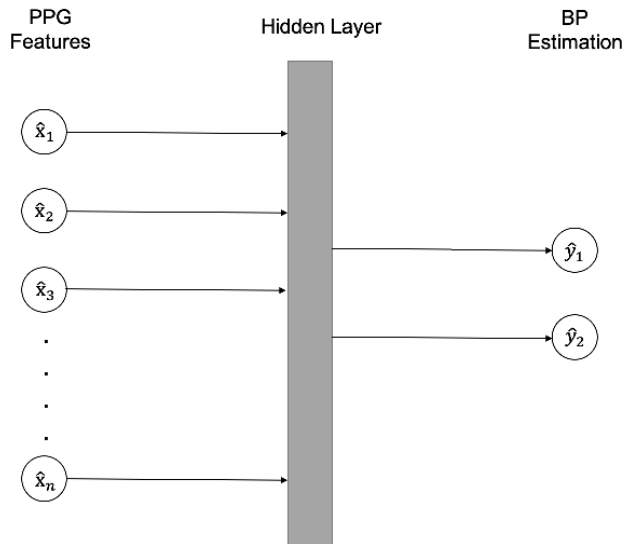 PPG
Features
Hidden Layer
BP
Estimation
x̂₁
x̂₂
x̂₃
.
.
.
.
x̂ₙ
ŷ₁
ŷ₂